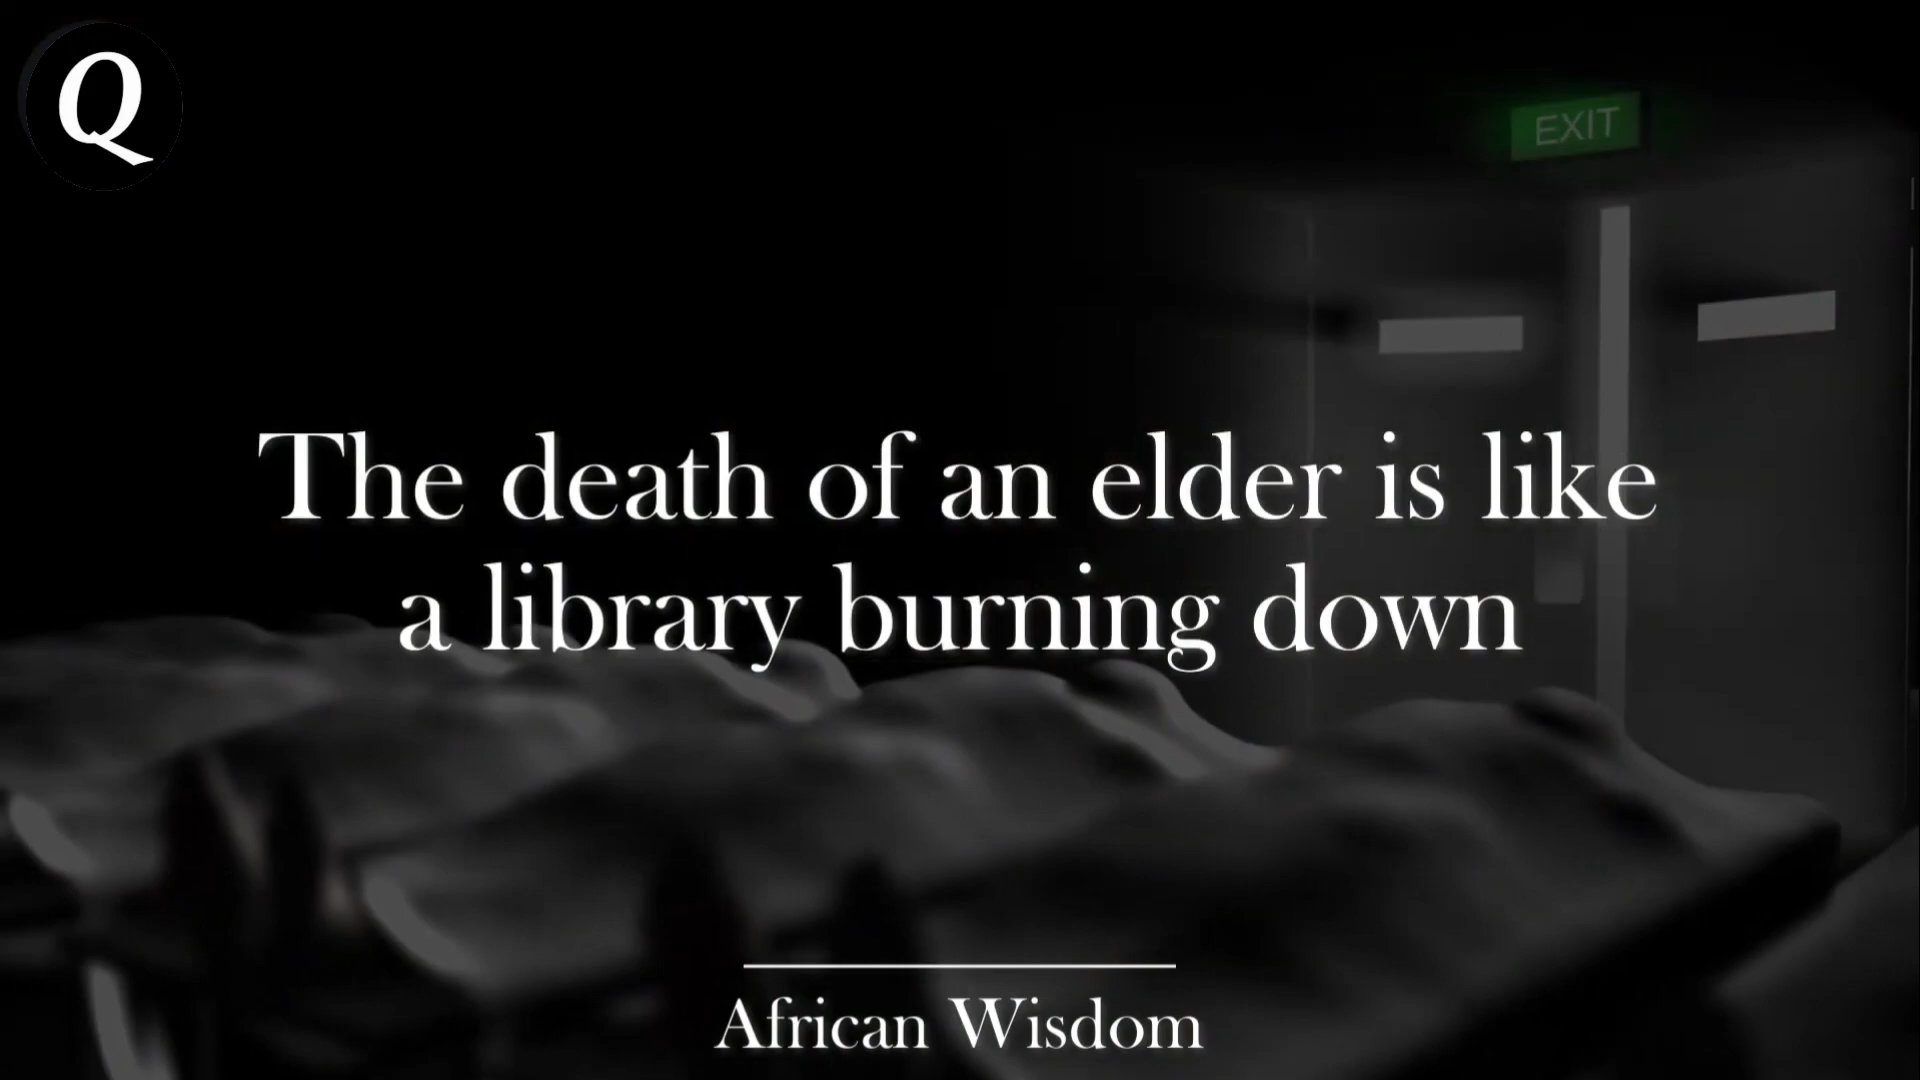 Q
EXIT
The death of an elder is like
a library burning down
African Wisdom